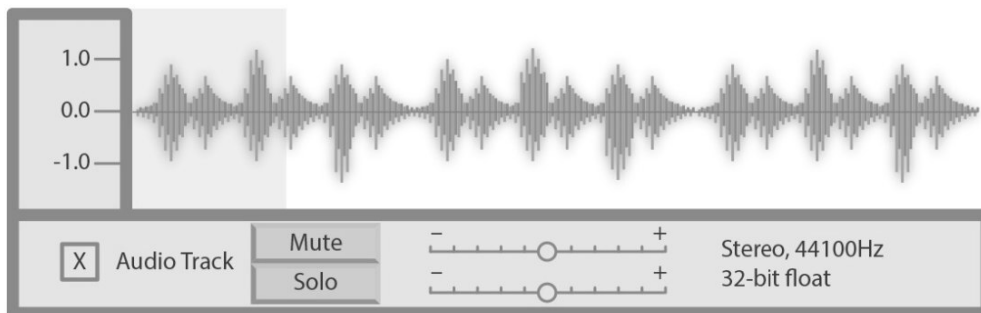 1.0
0.0
-1.0
X
Audio Track
Mute
Solo
− +
− +
Stereo, 44100Hz
32-bit float